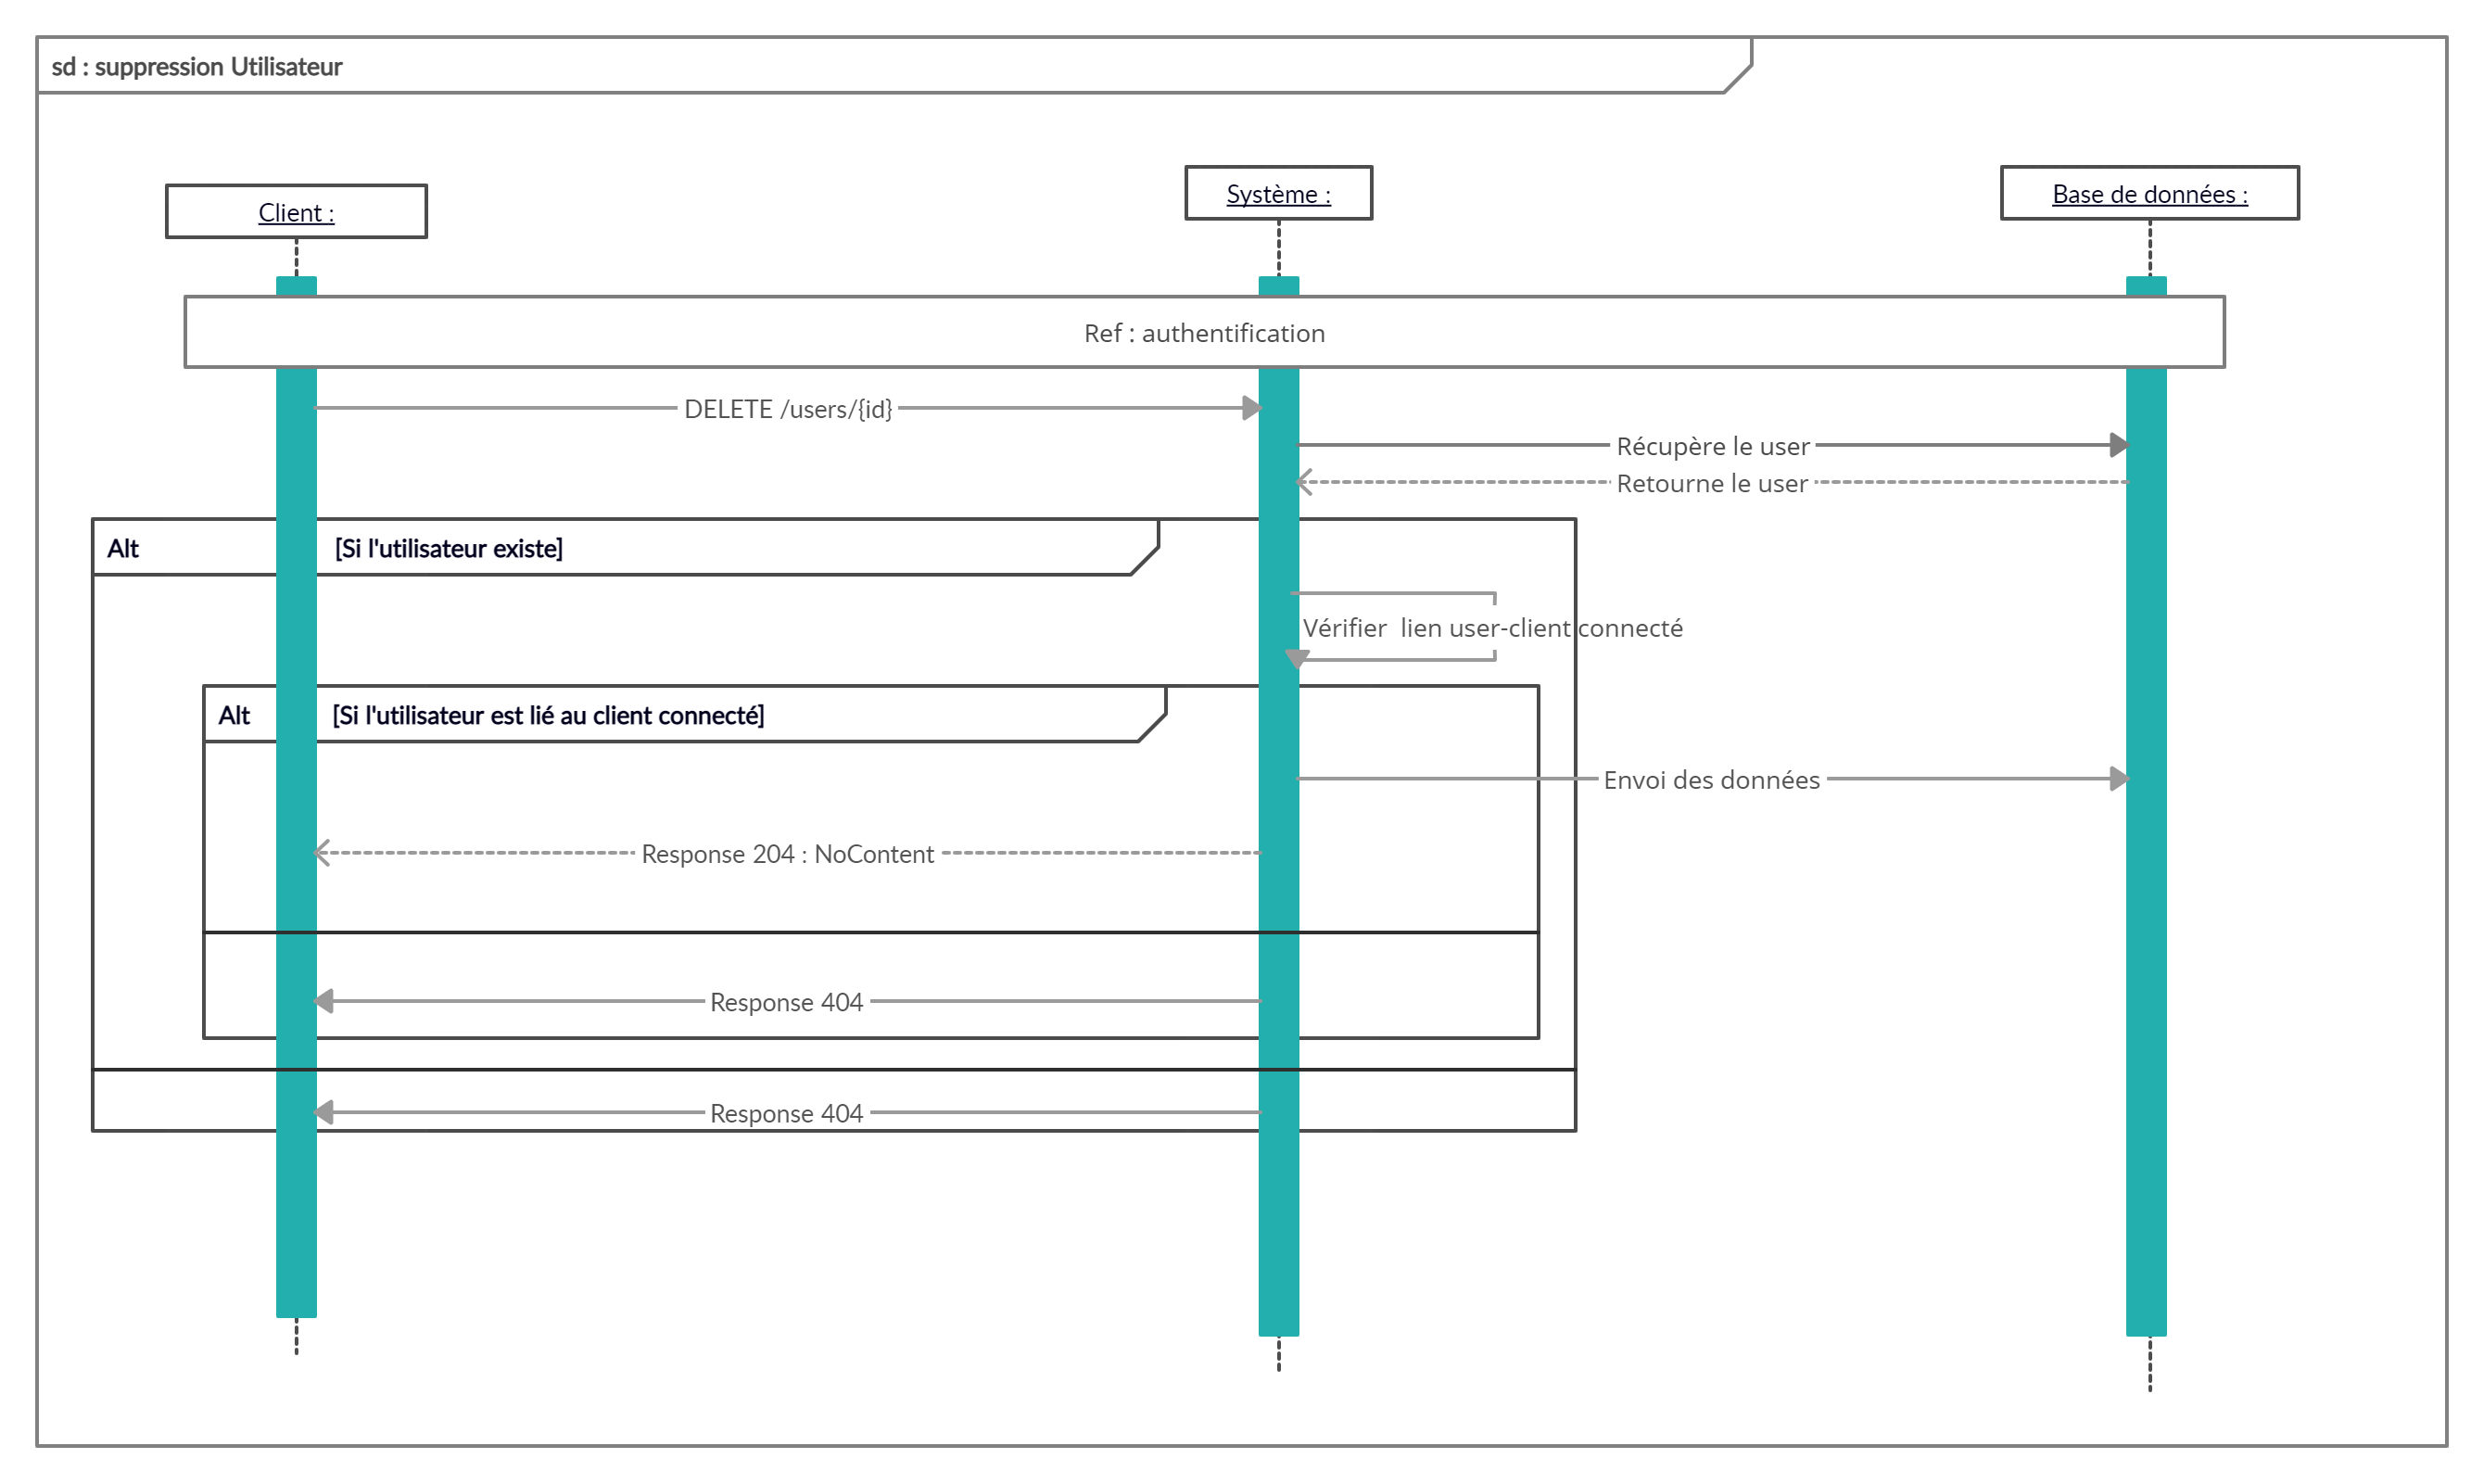 sd : suppression Utilisateur
Client :
Système :
Base de données :
Ref : authentification
DELETE /users/{id}
Récupère le user
Retourne le user
Alt [Si l'utilisateur existe]
Vérifier  lien user-client connecté
Alt [Si l'utilisateur est lié au client connecté]
Envoi des données
Response 204 : NoContent
Response 404
Response 404